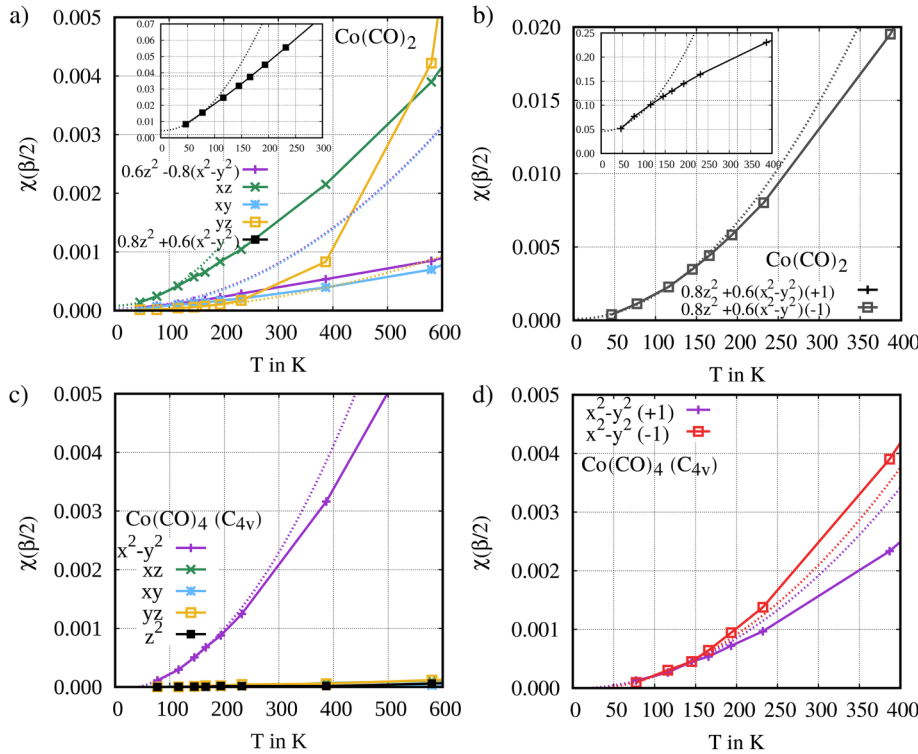 a)
0.07
0.06
0.05
0.04
0.03
0.02
0.01
0.00
0 50 100 150 200 250 300
Co(CO)2
0.005
0.004
0.003
0.002
0.001
0.000
χ(β/2)
0.6z² -0.8(x²-y²)
xz
xy
yz
0.8z² +0.6(x²-y²)
0 100 200 300 400 500 600
T in K
b)
0.25
0.20
0.15
0.10
0.05
0.00
0 50 100 150 200 250 300 350 400
0.020
0.015
0.010
0.005
0.000
χ(β/2)
Co(CO)2
0.8z² +0.6(x²-y²)(+1)
0.8z² +0.6(x²-y²)(-1)
0 50 100 150 200 250 300 350 400
T in K
c)
0.005
0.004
0.003
0.002
0.001
0.000
χ(β/2)
Co(CO)4 (C4v)
x²-y²
xz
xy
yz
z²
0 100 200 300 400 500 600
T in K
d)
0.005
0.004
0.003
0.002
0.001
0.000
χ(β/2)
x²-y² (+1)
x²-y² (-1)
Co(CO)4 (C4v)
0 50 100 150 200 250 300 350 400
T in K